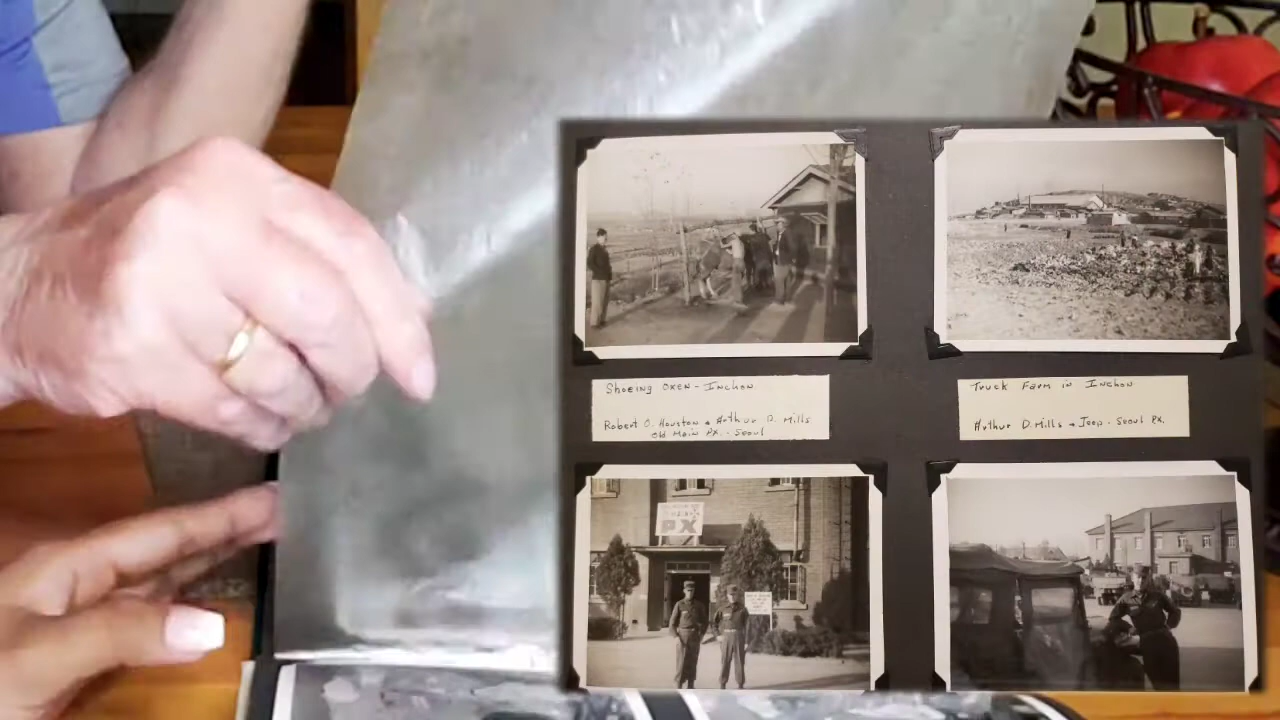 Shoeing Oxen - Inchon
Robert O. Houston & Arthur D. Mills
Old Main PX. - Seoul
Truck Farm in Inchon
Arthur D. Mills & Jeep - Seoul PX.
PX